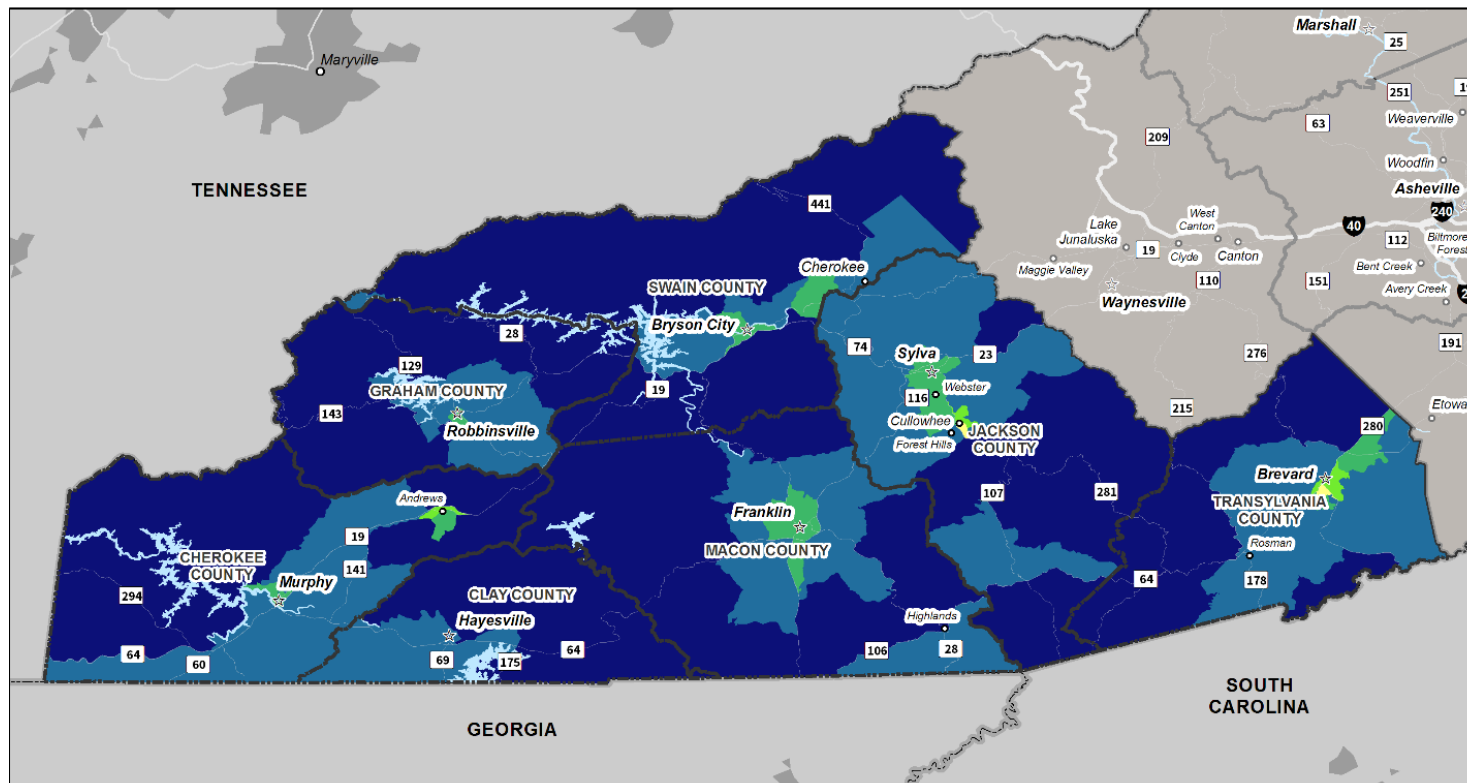 Marshall
25
Maryville
251
Weaverville
63
209
Woodfin
TENNESSEE
Asheville
441
240
West
Canton
Lake
Junaluska
40
19
Clyde
Canton
112
Biltmore
Forest
Cherokee
Maggie Valley
Bent Creek
110
151
SWAIN COUNTY
Waynesville
Avery Creek
Bryson City
28
74
23
191
276
Sylva
129
GRAHAM COUNTY
19
Webster
116
143
215
Etowa
Robbinsville
Cullowhee
JACKSON
COUNTY
Forest Hills
280
Brevard
107
281
Andrews
TRANSYLVANIA
COUNTY
Franklin
19
MACON COUNTY
Rosman
CHEROKEE
COUNTY
141
Murphy
64
178
294
CLAY COUNTY
Hayesville
Highlands
64
60
69
175
64
106
28
SOUTH
CAROLINA
GEORGIA